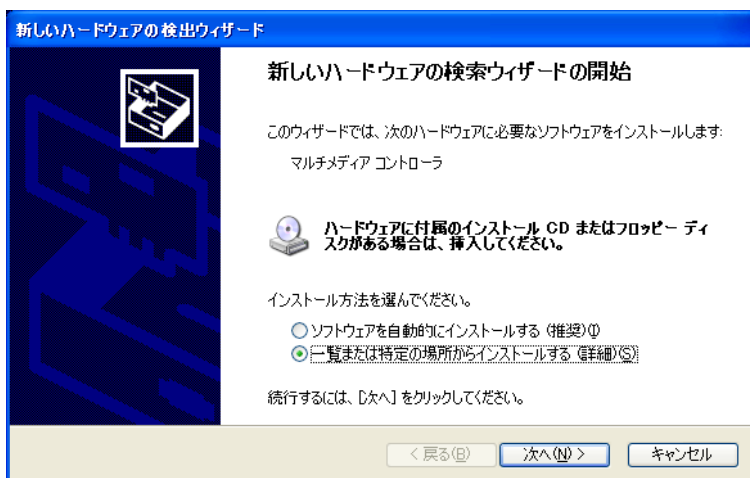 新しいハードウェアの検出ウィザード
新しいハードウェアの検索ウィザードの開始
このウィザードでは、次のハードウェアに必要なソフトウェアをインストールします:
マルチメディア コントローラ
ハードウェアに付属のインストール CD またはフロッピー ディ
スクがある場合は、挿入してください。
インストール方法を選んでください。
ソフトウェアを自動的にインストールする (推奨)(I)
一覧または特定の場所からインストールする (詳細)(S)
続行するには、[次へ] をクリックしてください。
< 戻る(B) 次へ(N) > キャンセル